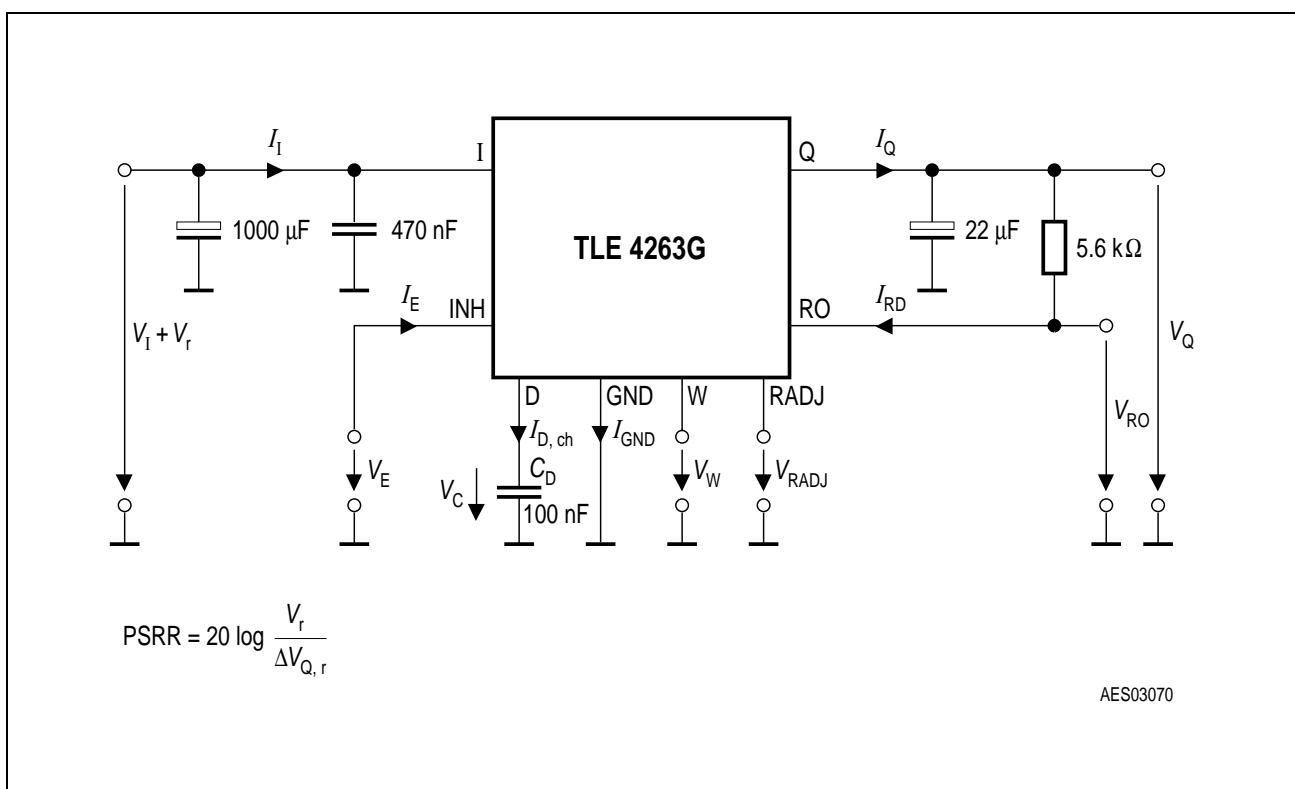 I_I
I
Q
I_Q
1000 μF
470 nF
TLE 4263G
22 μF
5.6 kΩ
I_E
INH
RO
I_RD
V_I + V_r
V_Q
D
GND
W
RADJ
I_D, ch
I_GND
V_RO
V_E
V_C
C_D
100 nF
V_W
V_RADJ
PSRR = 20 log V_r / ΔV_Q, r
AES03070